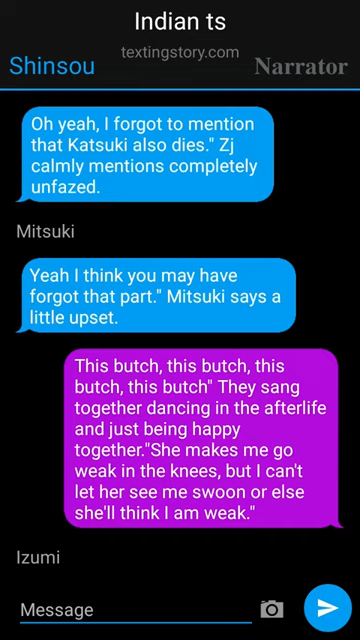 Indian ts
textingstory.com
Shinsou
Narrator
Oh yeah, I forgot to mention
that Katsuki also dies." Zj
calmly mentions completely
unfazed.
Mitsuki
Yeah I think you may have
forgot that part." Mitsuki says a
little upset.
This butch, this butch, this
butch, this butch" They sang
together dancing in the afterlife
and just being happy
together."She makes me go
weak in the knees, but I can't
let her see me swoon or else
she'll think I am weak."
Izumi
Message